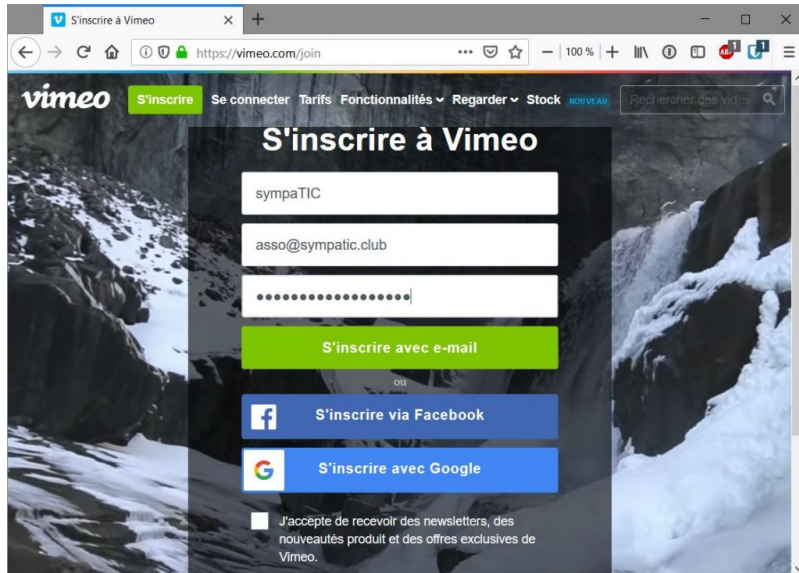 S'inscrire à Vimeo
https://vimeo.com/join
100 %
vimeo
S'inscrire
Se connecter Tarifs Fonctionnalités Regarder Stock NOUVEAU
Rechercher des vid...
S'inscrire à Vimeo
sympaTIC
asso@sympatic.club
S'inscrire avec e-mail
ou
S'inscrire via Facebook
S'inscrire avec Google
J'accepte de recevoir des newsletters, des
nouveautés produit et des offres exclusives de
Vimeo.